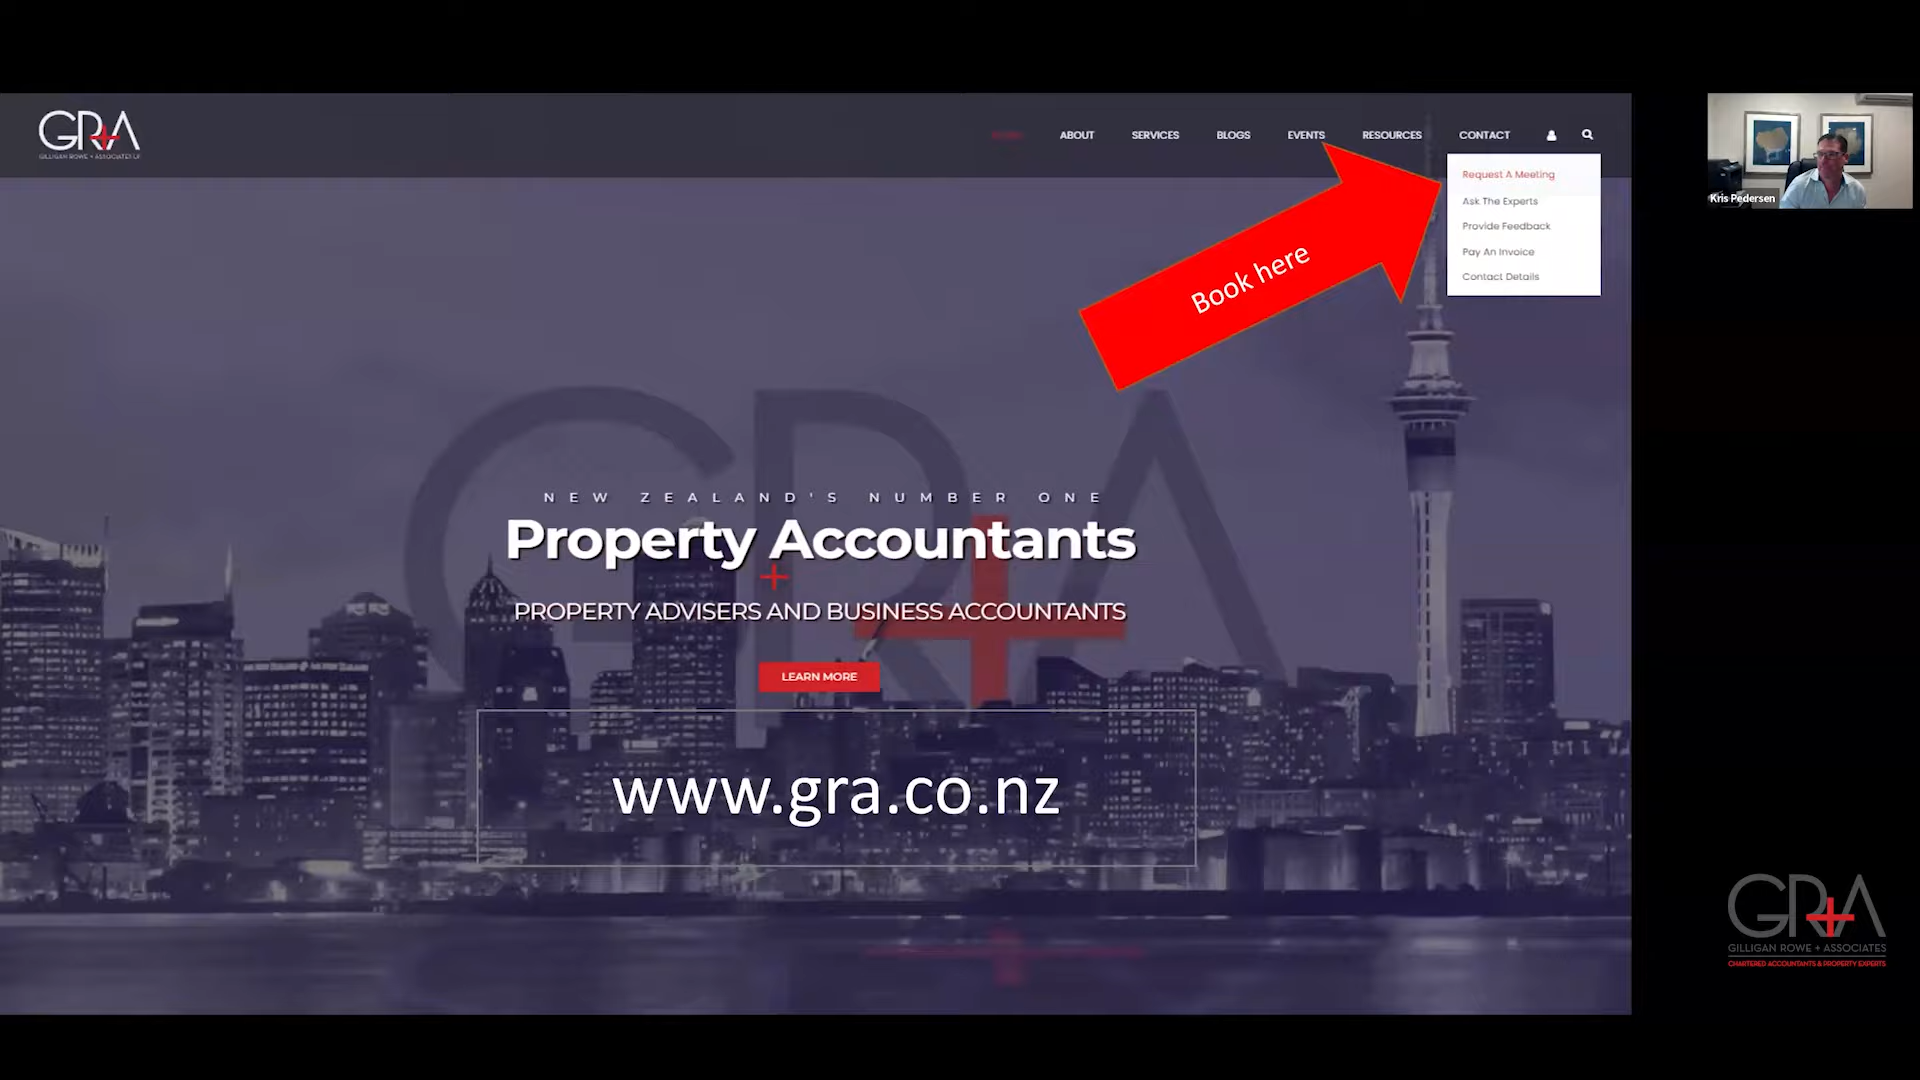 GRA
GILLIGAN ROWE + ASSOCIATES LP
ABOUT
SERVICES
BLOGS
EVENTS
RESOURCES
CONTACT
Request A Meeting
Ask The Experts
Provide Feedback
Pay An Invoice
Contact Details
Book here
Kris Pedersen
GRA
NEW ZEALAND'S NUMBER ONE
Property Accountants
+
PROPERTY ADVISERS AND BUSINESS ACCOUNTANTS
LEARN MORE
www.gra.co.nz
GRA
GILLIGAN ROWE + ASSOCIATES
CHARTERED ACCOUNTANTS & PROPERTY EXPERTS